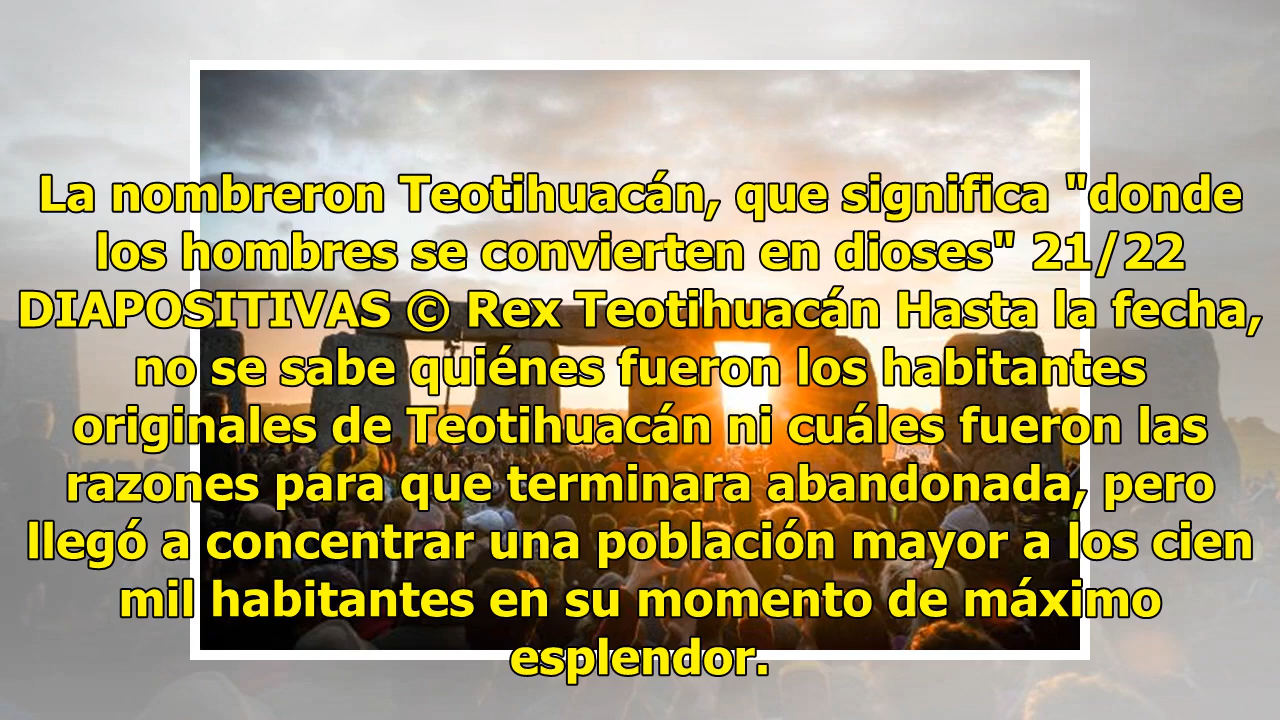 La nombreron Teotihuacán, que significa "donde
los hombres se convierten en dioses" 21/22
DIAPOSITIVAS © Rex Teotihuacán Hasta la fecha,
no se sabe quiénes fueron los habitantes
originales de Teotihuacán ni cuáles fueron las
razones para que terminara abandonada, pero
llegó a concentrar una población mayor a los cien
mil habitantes en su momento de máximo
esplendor.